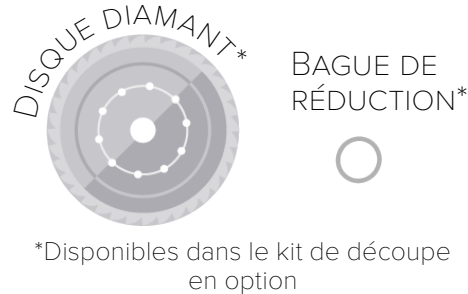 DISQUE DIAMANT*
BAGUE DE
RÉDUCTION*
*Disponibles dans le kit de découpe
en option